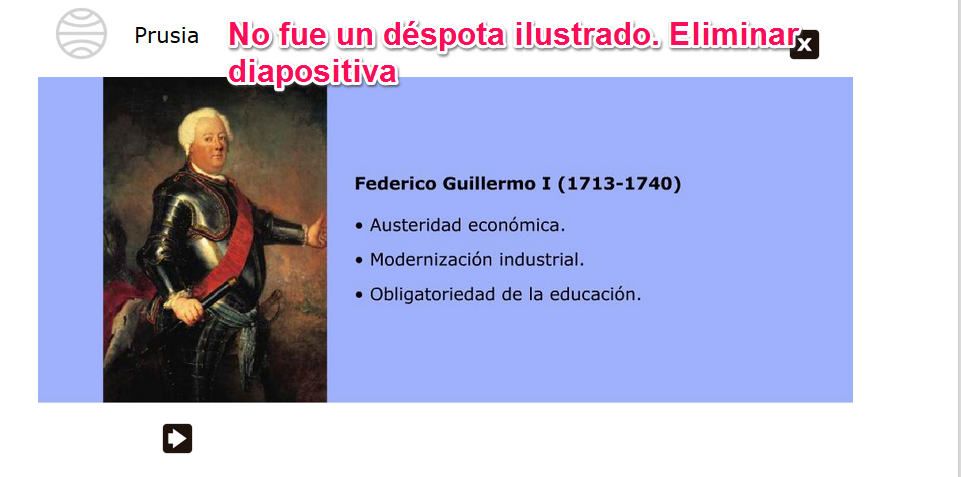 Prusia
No fue un déspota ilustrado. Eliminar
diapositiva
x
Federico Guillermo I (1713-1740)
• Austeridad económica.
• Modernización industrial.
• Obligatoriedad de la educación.